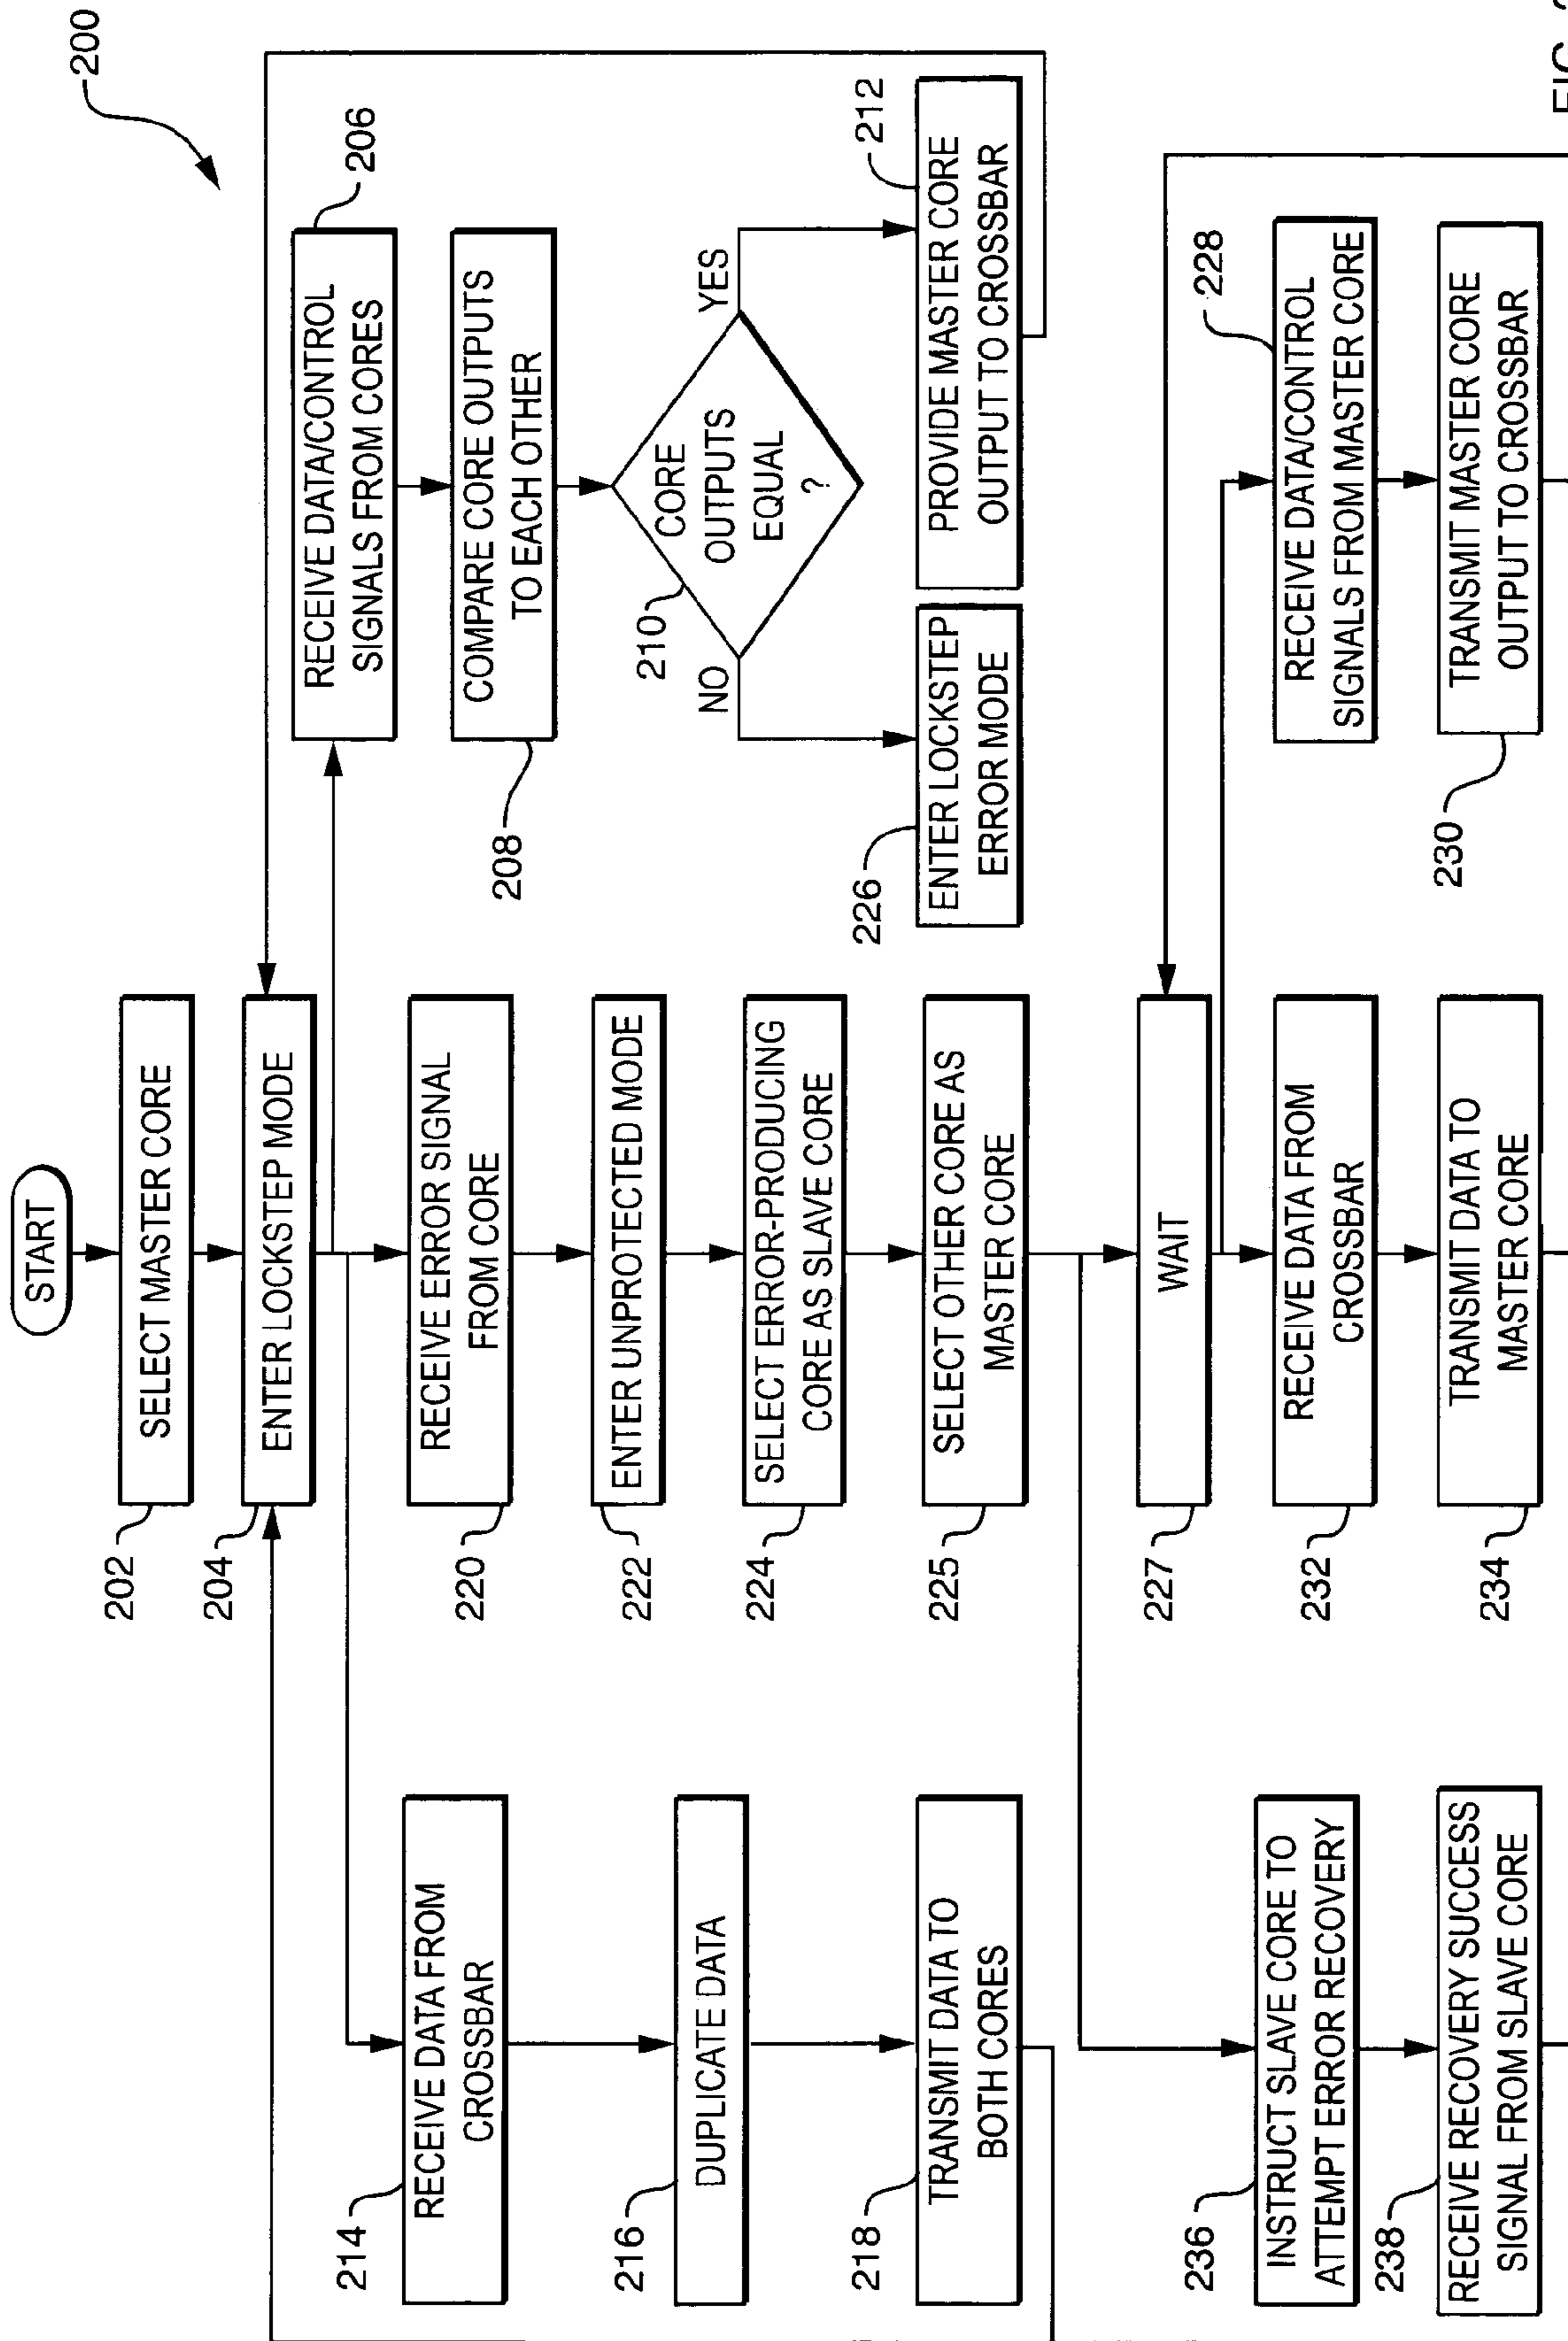 200
START
202
SELECT MASTER CORE
204
ENTER LOCKSTEP MODE
206
RECEIVE DATA/CONTROL
SIGNALS FROM CORES
208
COMPARE CORE OUTPUTS
TO EACH OTHER
210
CORE
OUTPUTS
EQUAL
?
NO
YES
226
ENTER LOCKSTEP
ERROR MODE
212
PROVIDE MASTER CORE
OUTPUT TO CROSSBAR
214
RECEIVE DATA FROM
CROSSBAR
216
DUPLICATE DATA
218
TRANSMIT DATA TO
BOTH CORES
220
RECEIVE ERROR SIGNAL
FROM CORE
222
ENTER UNPROTECTED MODE
224
SELECT ERROR-PRODUCING
CORE AS SLAVE CORE
225
SELECT OTHER CORE AS
MASTER CORE
227
WAIT
228
RECEIVE DATA/CONTROL
SIGNALS FROM MASTER CORE
230
TRANSMIT MASTER CORE
OUTPUT TO CROSSBAR
232
RECEIVE DATA FROM
CROSSBAR
234
TRANSMIT DATA TO
MASTER CORE
236
INSTRUCT SLAVE CORE TO
ATTEMPT ERROR RECOVERY
238
RECEIVE RECOVERY SUCCESS
SIGNAL FROM SLAVE CORE
FIG.